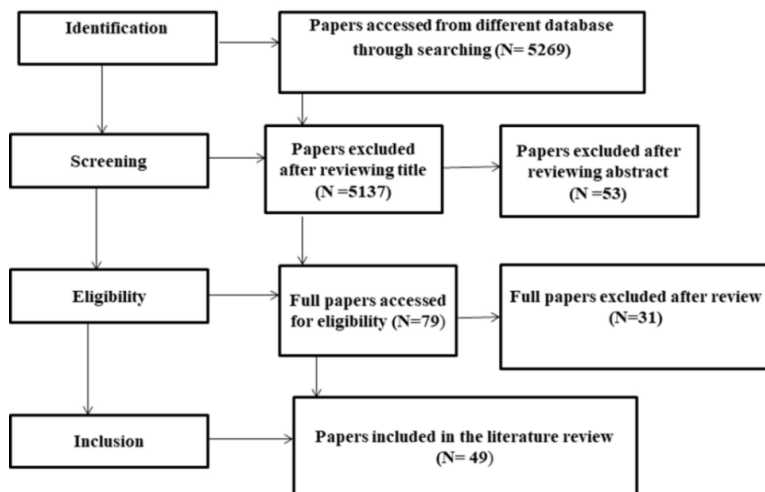 Identification
Papers accessed from different database
through searching (N= 5269)
Screening
Papers excluded
after reviewing title
(N =5137)
Papers excluded after
reviewing abstract
(N =53)
Eligibility
Full papers accessed
for eligibility (N=79)
Full papers excluded after review
(N=31)
Inclusion
Papers included in the literature review
(N= 49)